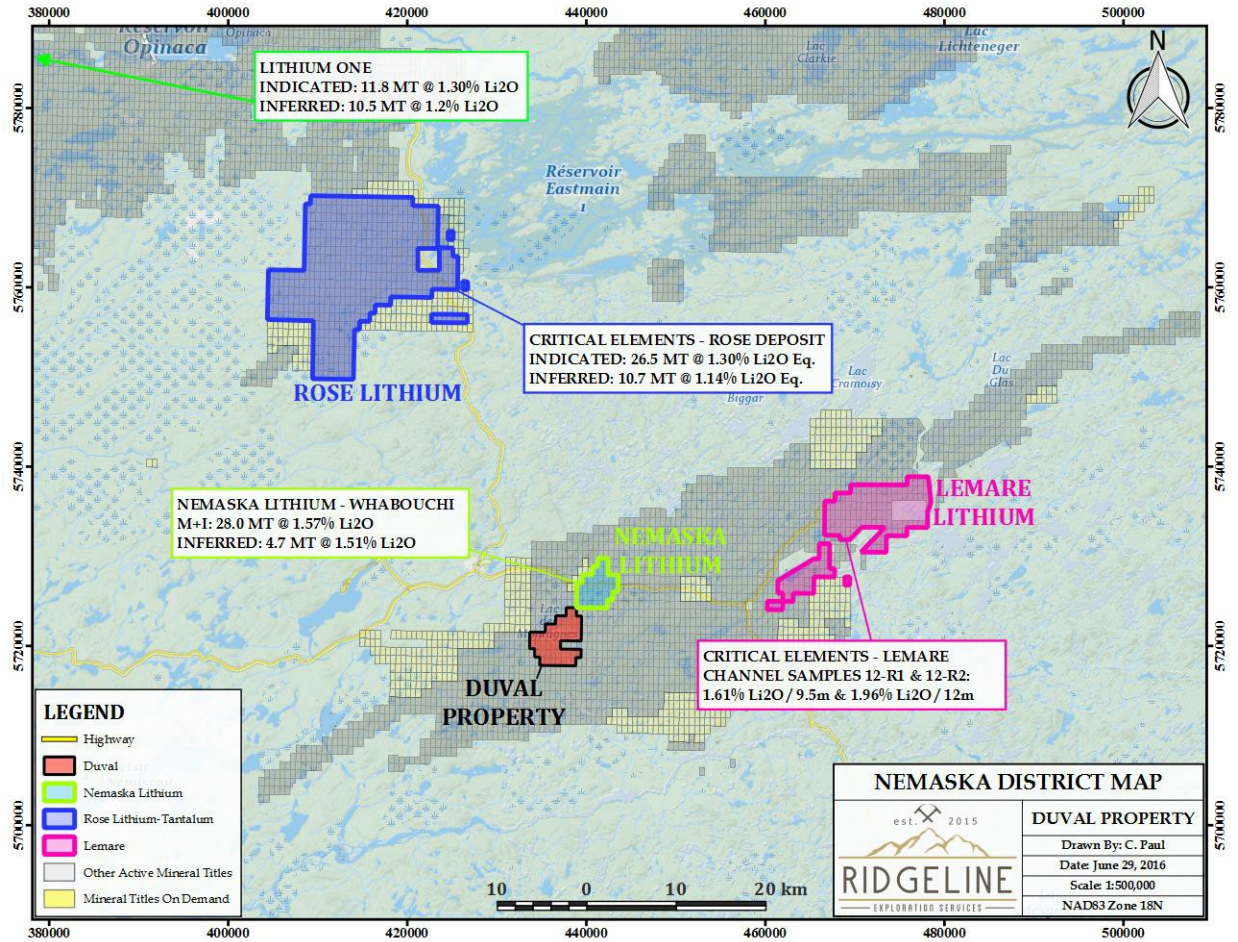 380000 400000 420000 440000 460000 480000 500000
Réservoir
Opinaca
Opinaca
Lac
Clarkie
Lac
Lichteneger
N
LITHIUM ONE
INDICATED: 11.8 MT @ 1.30% Li2O
INFERRED: 10.5 MT @ 1.2% Li2O
5780000
5780000
Réservoir
Eastmain
1
5760000
5760000
CRITICAL ELEMENTS - ROSE DEPOSIT
INDICATED: 26.5 MT @ 1.30% Li2O Eq.
INFERRED: 10.7 MT @ 1.14% Li2O Eq.
ROSE LITHIUM
Lac
Cramoisy
Biggar
Lac
Du
Glas
5740000
5740000
NEMASKA LITHIUM - WHABOUCHI
M+I: 28.0 MT @ 1.57% Li2O
INFERRED: 4.7 MT @ 1.51% Li2O
NEMASKA
LITHIUM
LEMARE
LITHIUM
Lac
5720000
5720000
DUVAL
PROPERTY
CRITICAL ELEMENTS - LEMARE
CHANNEL SAMPLES 12-R1 & 12-R2:
1.61% Li2O / 9.5m & 1.96% Li2O / 12m
5700000
5700000
LEGEND
Highway
Duval
Nemaska Lithium
Rose Lithium-Tantalum
Lemare
Other Active Mineral Titles
Mineral Titles On Demand
10 0 10 20 km
NEMASKA DISTRICT MAP
est. 2015
RIDGELINE
EXPLORATION SERVICES
DUVAL PROPERTY
Drawn By: C. Paul
Date: June 29, 2016
Scale: 1:500,000
NAD83 Zone 18N
380000 400000 420000 440000 460000 480000 500000